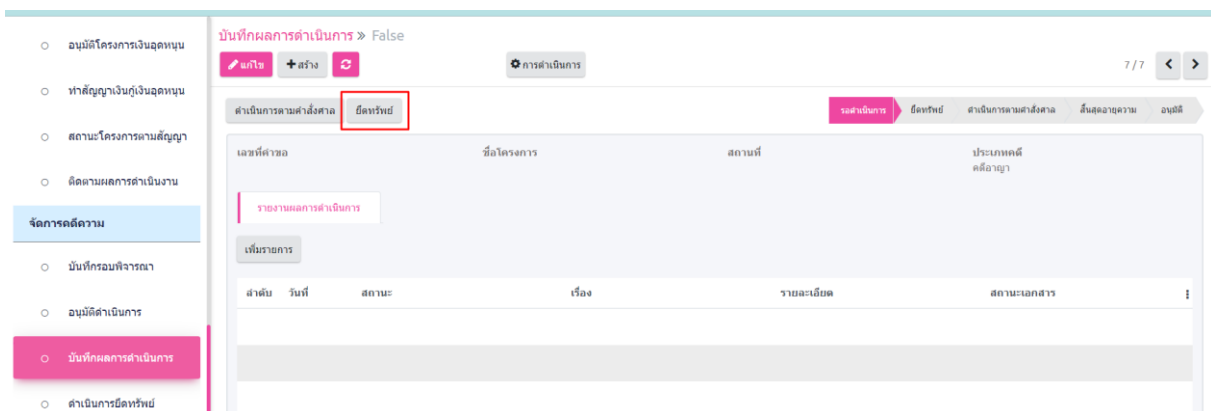 อนุมัติโครงการเงินอุดหนุน
ทำสัญญาเงินกู้เงินอุดหนุน
สถานะโครงการตามสัญญา
ติดตามผลการดำเนินงาน
จัดการคดีความ
บันทึกรอบพิจารณา
อนุมัติดำเนินการ
บันทึกผลการดำเนินการ
ดำเนินการยึดทรัพย์
บันทึกผลการดำเนินการ » False
แก้ไข +สร้าง การดำเนินการ 7 / 7
ดำเนินการตามคำสั่งศาล ยึดทรัพย์ รอดำเนินการ ยึดทรัพย์ ดำเนินการตามคำสั่งศาล สิ้นสุดอายุความ อนุมัติ
เลขที่คำขอ ชื่อโครงการ สถานที่ ประเภทคดี
คดีอาญา
รายงานผลการดำเนินการ
เพิ่มรายการ
ลำดับ วันที่ สถานะ เรื่อง รายละเอียด สถานะเอกสาร